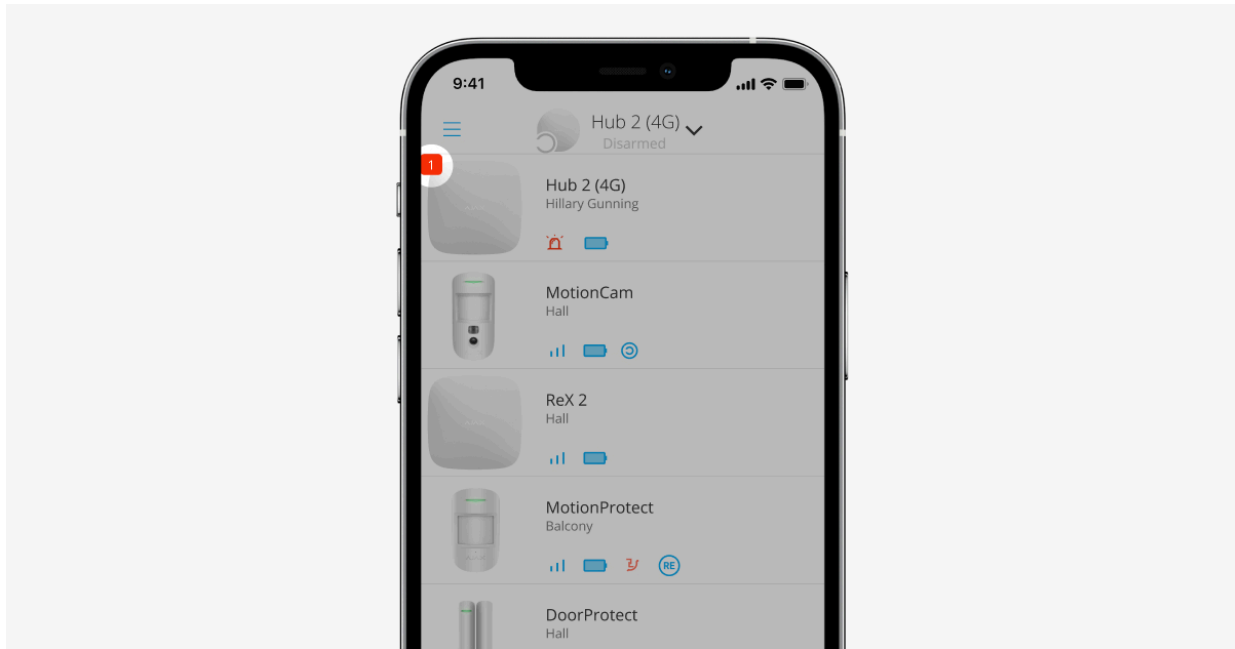 9:41
Hub 2 (4G)
Disarmed
1
Hub 2 (4G)
Hillary Gunning
MotionCam
Hall
ReX 2
Hall
MotionProtect
Balcony
RE
DoorProtect
Hall